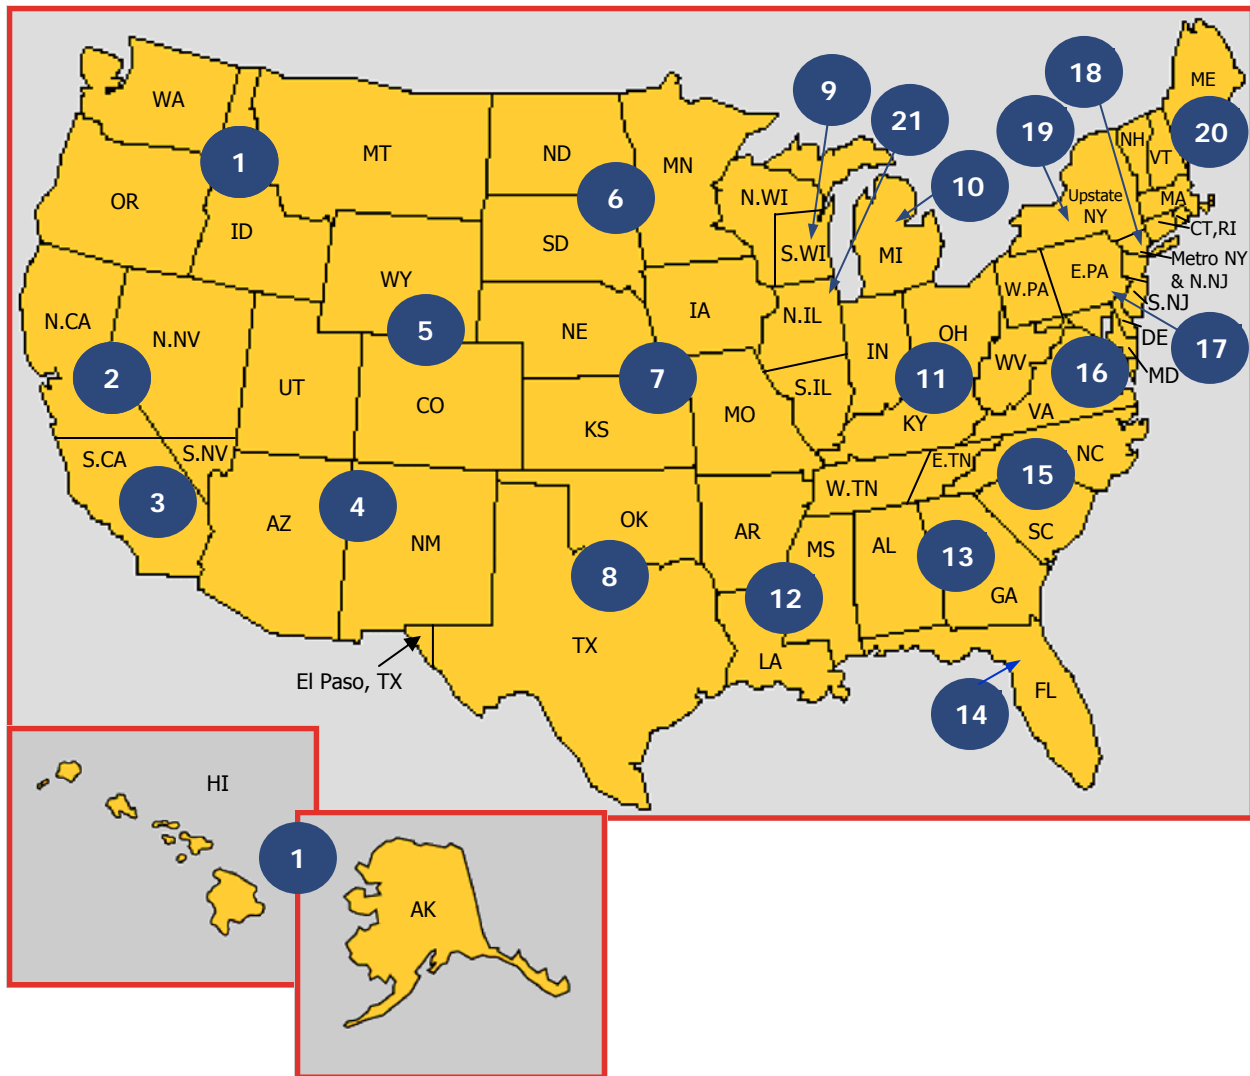 ME
18
9
WA
21
19
20
NH
VT
MT
ND
MN
1
10
6
N.WI
Upstate
NY
MA
OR
ID
CT,RI
SD
S.WI
MI
Metro NY
& N.NJ
WY
E.PA
W.PA
S.NJ
N.CA
N.NV
5
NE
IA
N.IL
OH
DE
17
IN
WV
MD
2
UT
CO
7
S.IL
11
16
KS
MO
KY
VA
S.CA
S.NV
E.TN
NC
W.TN
15
3
4
AZ
NM
OK
AR
MS
AL
SC
13
8
12
GA
TX
LA
El Paso, TX
FL
14
HI
1
AK